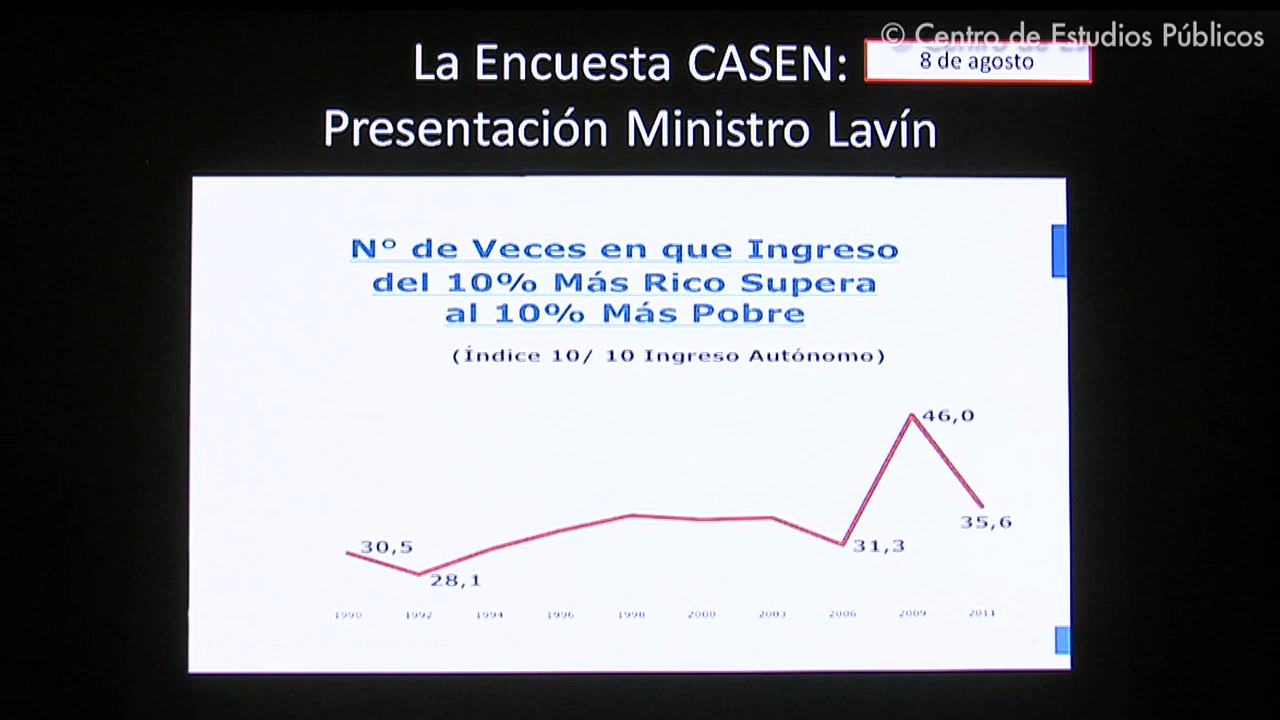 © Centro de Estudios Públicos
La Encuesta CASEN:
8 de agosto
Presentación Ministro Lavín
N° de Veces en que Ingreso
del 10% Más Rico Supera
al 10% Más Pobre
(Índice 10/ 10 Ingreso Autónomo)
46,0
35,6
30,5
31,3
28,1
1990 1992 1994 1996 1998 2000 2003 2006 2009 2011